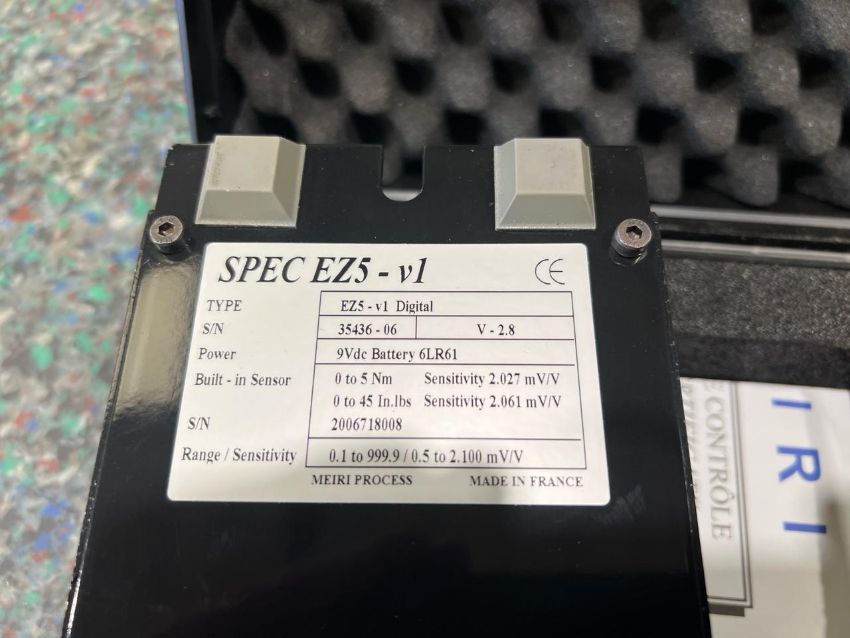 SPEC EZ5 - v1 CE
TYPE EZ5 - v1 Digital
S/N 35436 - 06 V - 2.8
Power 9Vdc Battery 6LR61
Built - in Sensor 0 to 5 Nm Sensitivity 2.027 mV/V
0 to 45 In.lbs Sensitivity 2.061 mV/V
S/N 2006718008
Range / Sensitivity 0.1 to 999.9 / 0.5 to 2.100 mV/V
MEIRI PROCESS MADE IN FRANCE
CONTRÔLE
IRI